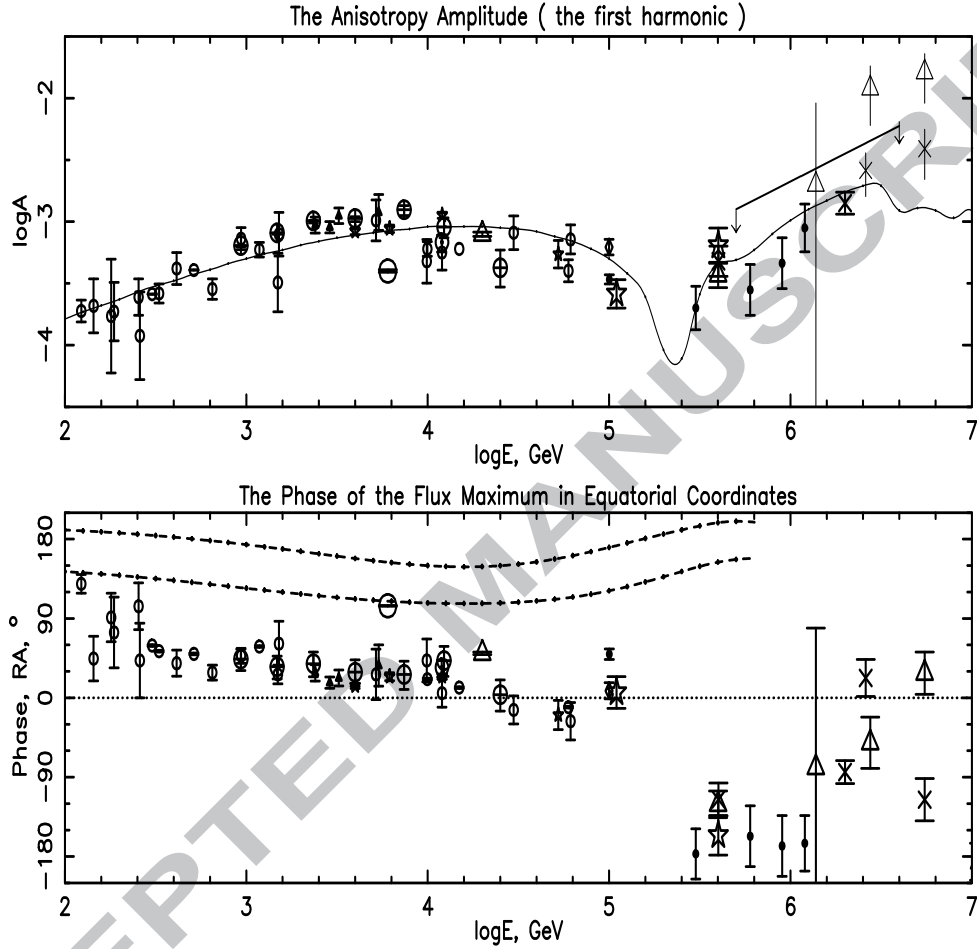 The Anisotropy Amplitude ( the first harmonic )
−2
−3
−4
logA
2 3 4 5 6 7
logE, GeV
The Phase of the Flux Maximum in Equatorial Coordinates
180
90
0
−90
−180
Phase, RA, °
2 3 4 5 6 7
logE, GeV
EPTED MANUSCRI